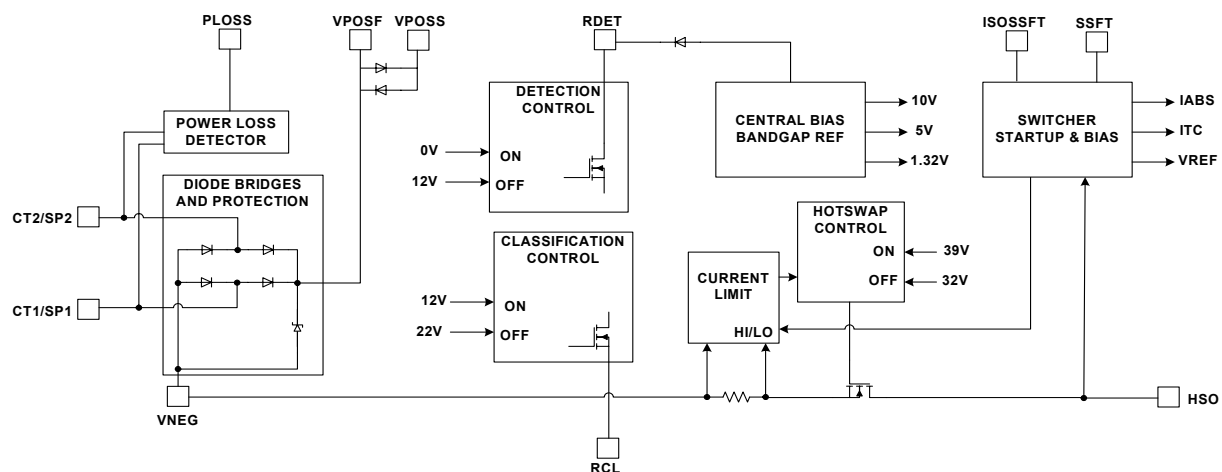 PLOSS
VPOSF
VPOSS
RDET
ISOSSFT
SSFT
POWER LOSS
DETECTOR
DETECTION
CONTROL
0V
ON
12V
OFF
CENTRAL BIAS
BANDGAP REF
10V
5V
1.32V
SWITCHER
STARTUP & BIAS
IABS
ITC
VREF
DIODE BRIDGES
AND PROTECTION
CT2/SP2
CT1/SP1
VNEG
CLASSIFICATION
CONTROL
12V
ON
22V
OFF
RCL
CURRENT
LIMIT
HI/LO
HOTSWAP
CONTROL
ON
39V
OFF
32V
HSO